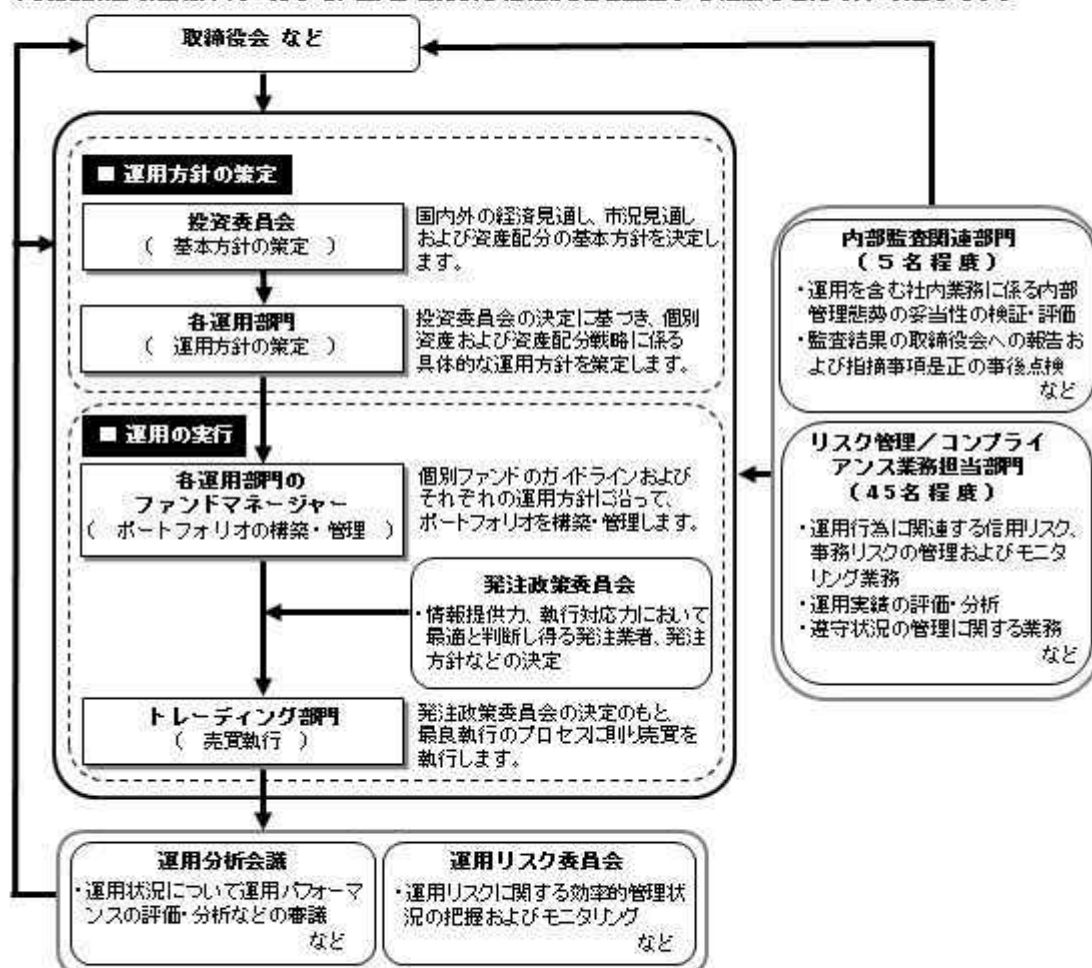 取締役会 など
■ 運用方針の策定
投資委員会
( 基本方針の策定 )
国内外の経済見通し、市況見通し
および資産配分の基本方針を決定し
ます。
各運用部門
( 運用方針の策定 )
投資委員会の決定に基づき、個別
資産および資産配分戦略に係る
具体的な運用方針を策定します。
■ 運用の実行
各運用部門の
ファンドマネージャー
( ポートフォリオの構築・管理 )
個別ファンドのガイドラインおよび
それぞれの運用方針に沿って、
ポートフォリオを構築・管理します。
発注政策委員会
・情報提供力、執行対応力において
最適と判断し得る発注業者、発注
方針などの決定
トレーディング部門
( 売買執行 )
発注政策委員会の決定のもと、
最良執行のプロセスに則り売買を
執行します。
内部監査関連部門
(5名程度)
・運用を含む社内業務に係る内部
管理態勢の妥当性の検証・評価
・監査結果の取締役会への報告お
よび指摘事項是正の事後点検
など
リスク管理/コンプライ
アンス業務担当部門
(45名程度)
・運用行為に関連する信用リスク、
事務リスクの管理およびモニタ
リング業務
・運用実績の評価・分析
・遵守状況の管理に関する業務
など
運用分析会議
・運用状況について運用パフォーマ
ンスの評価・分析などの審議
など
運用リスク委員会
・運用リスクに関する効率的管理状
況の把握およびモニタリング
など